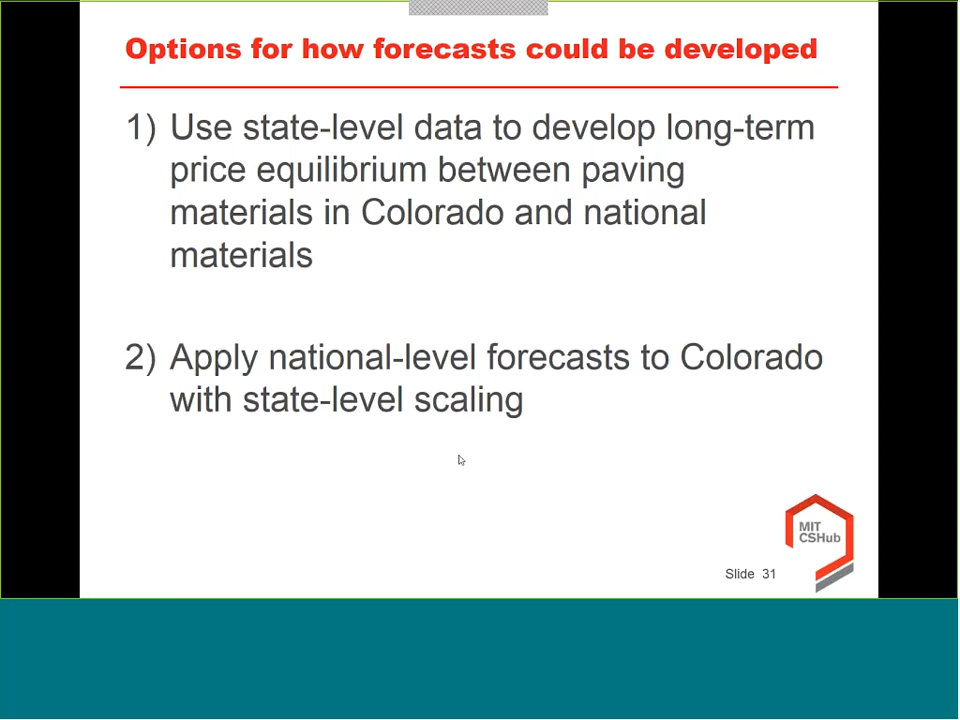 Options for how forecasts could be developed
1) Use state-level data to develop long-term
price equilibrium between paving
materials in Colorado and national
materials
2) Apply national-level forecasts to Colorado
with state-level scaling
MIT
CSHub
Slide 31